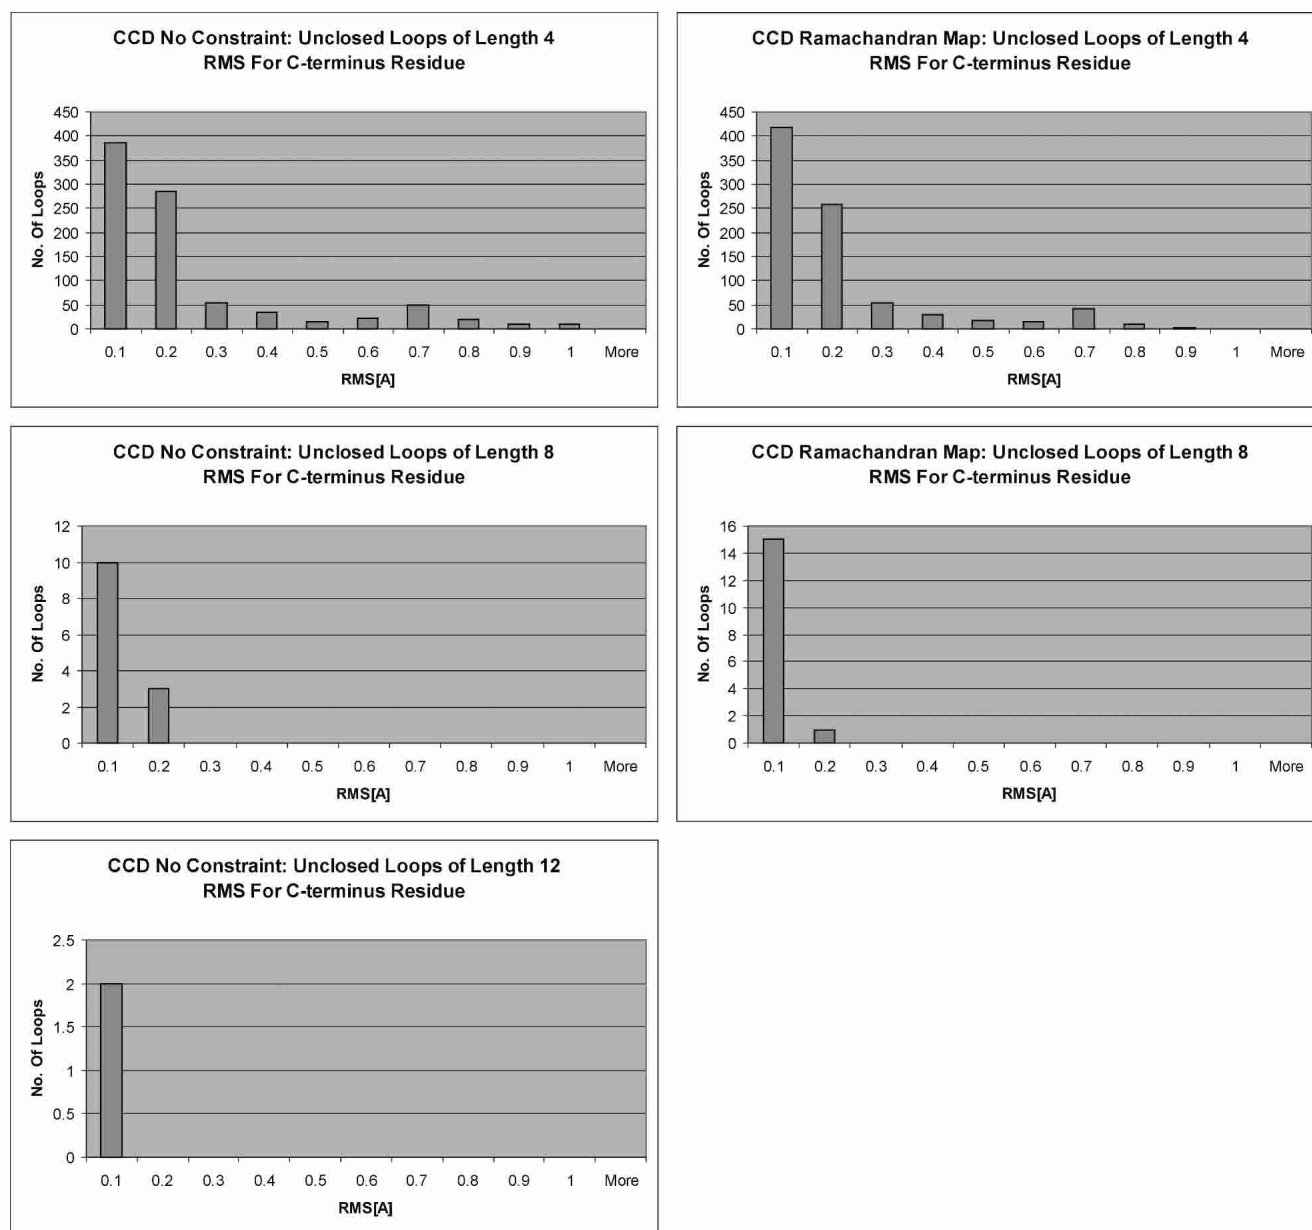 CCD No Constraint: Unclosed Loops of Length 4
RMS For C-terminus Residue
No. Of Loops
450
400
350
300
250
200
150
100
50
0
0.1 0.2 0.3 0.4 0.5 0.6 0.7 0.8 0.9 1 More
RMS[A]
CCD Ramachandran Map: Unclosed Loops of Length 4
RMS For C-terminus Residue
No. Of Loops
450
400
350
300
250
200
150
100
50
0
0.1 0.2 0.3 0.4 0.5 0.6 0.7 0.8 0.9 1 More
RMS[A]
CCD No Constraint: Unclosed Loops of Length 8
RMS For C-terminus Residue
No. Of Loops
12
10
8
6
4
2
0
0.1 0.2 0.3 0.4 0.5 0.6 0.7 0.8 0.9 1 More
RMS[A]
CCD Ramachandran Map: Unclosed Loops of Length 8
RMS For C-terminus Residue
No. Of Loops
16
14
12
10
8
6
4
2
0
0.1 0.2 0.3 0.4 0.5 0.6 0.7 0.8 0.9 1 More
RMS[A]
CCD No Constraint: Unclosed Loops of Length 12
RMS For C-terminus Residue
No. Of Loops
2.5
2
1.5
1
0.5
0
0.1 0.2 0.3 0.4 0.5 0.6 0.7 0.8 0.9 1 More
RMS[A]